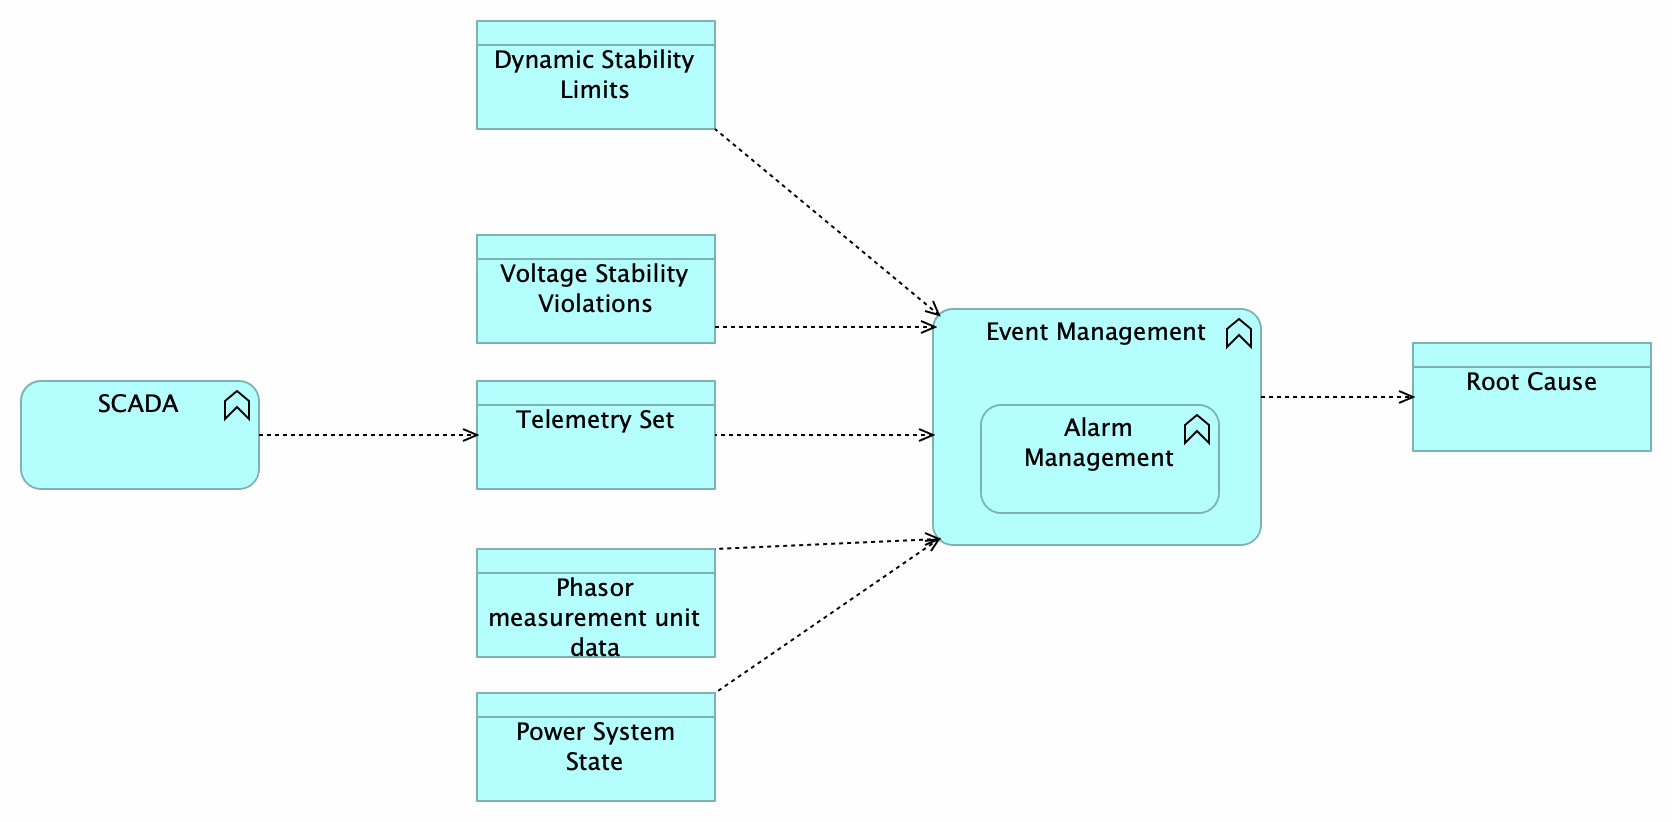 Dynamic Stability
Limits
Voltage Stability
Violations
SCADA
Telemetry Set
Phasor
measurement unit
data
Power System
State
Event Management
Alarm
Management
Root Cause